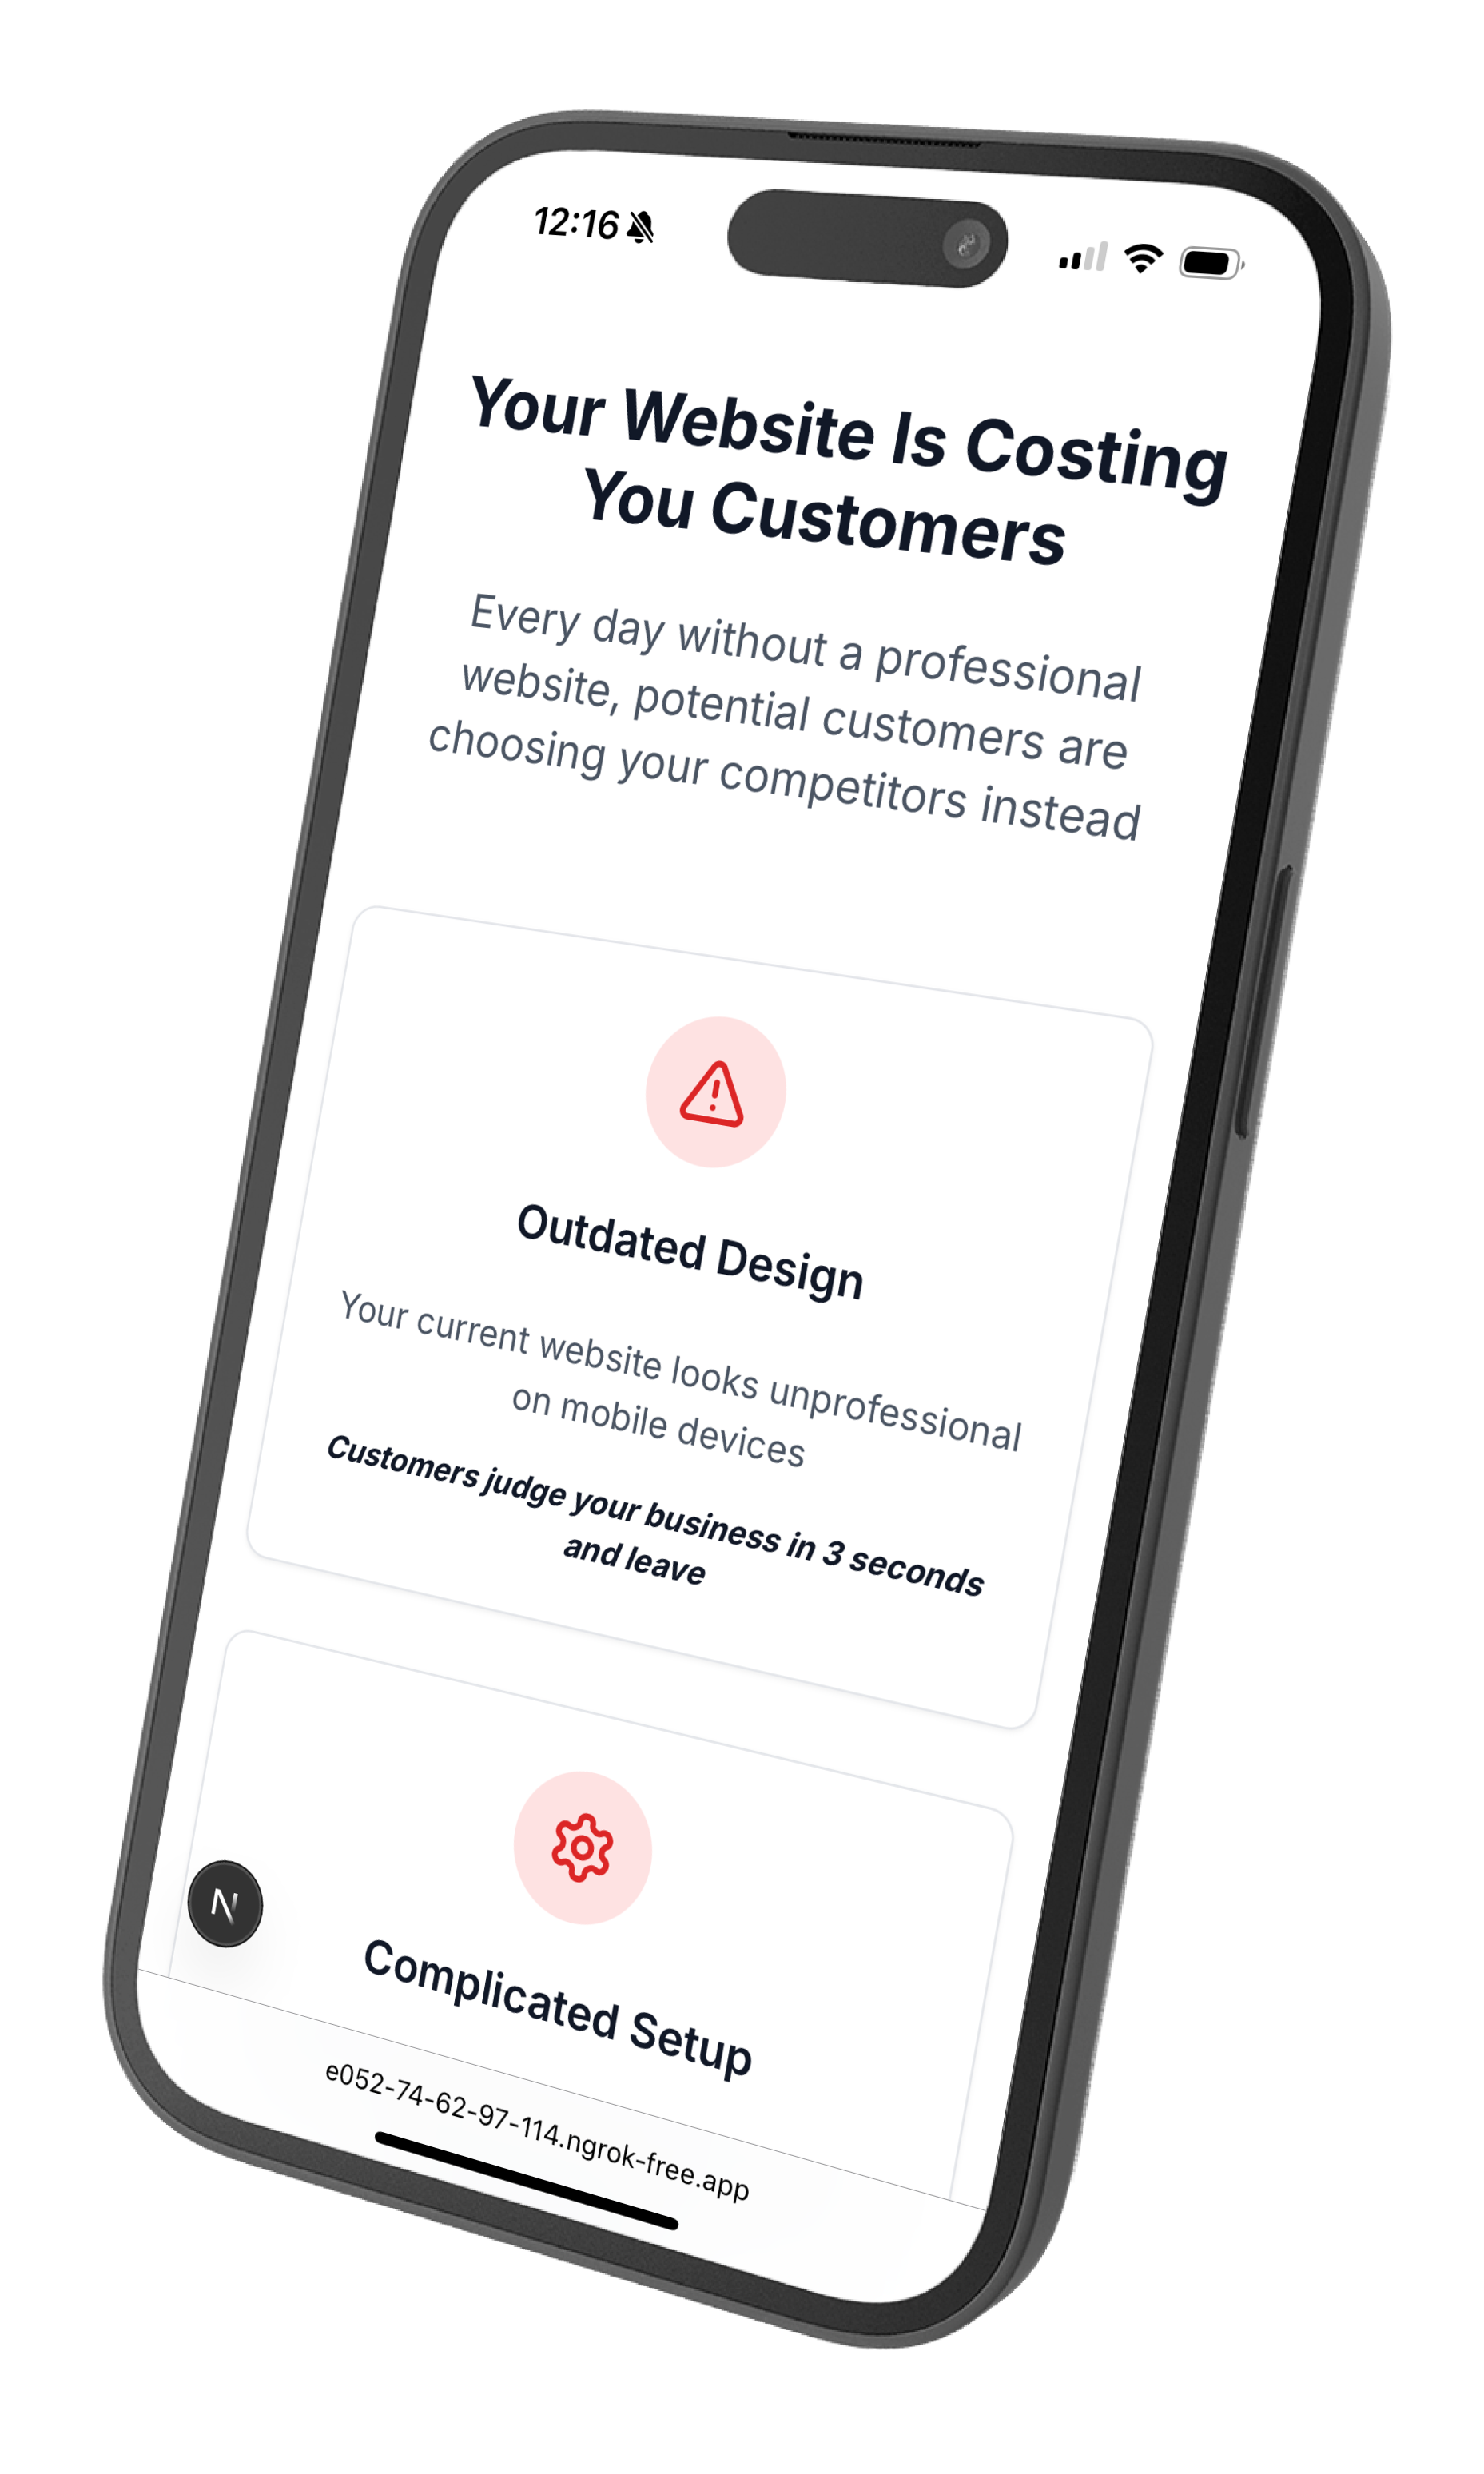 12:16
Your Website Is Costing
You Customers
Every day without a professional
website, potential customers are
choosing your competitors instead
Outdated Design
Your current website looks unprofessional
on mobile devices
Customers judge your business in 3 seconds
and leave
N
Complicated Setup
e052-74-62-97-114.ngrok-free.app